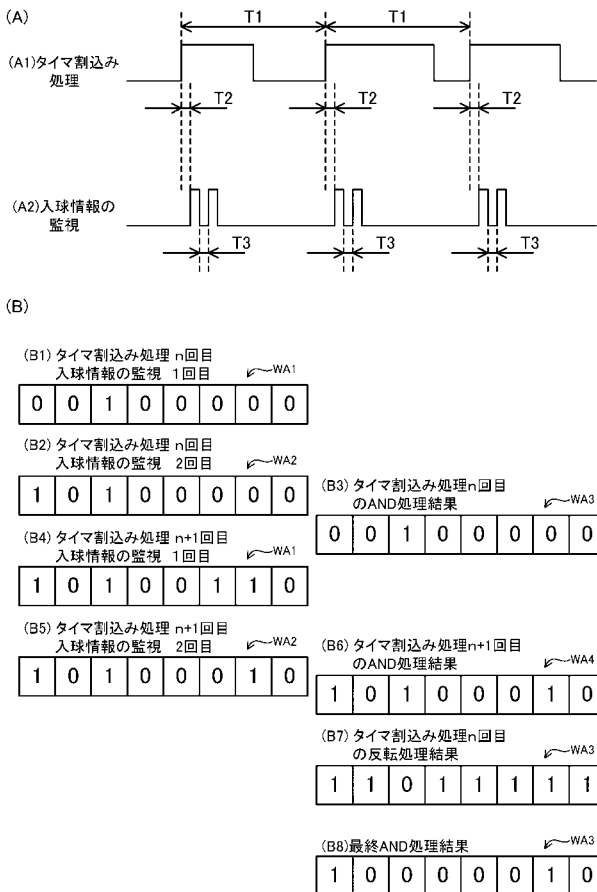 (A)
T1
T1
(A1)タイマ割込み
処理
T2
T2
T2
(A2)入球情報の
監視
T3
T3
T3
(B)
(B1) タイマ割込み処理 n回目
入球情報の監視 1回目
WA1
0 0 1 0 0 0 0 0
(B2) タイマ割込み処理 n回目
入球情報の監視 2回目
WA2
1 0 1 0 0 0 0 0
(B3) タイマ割込み処理n回目
のAND処理結果
WA3
0 0 1 0 0 0 0 0
(B4) タイマ割込み処理 n+1回目
入球情報の監視 1回目
WA1
1 0 1 0 0 1 1 0
(B5) タイマ割込み処理 n+1回目
入球情報の監視 2回目
WA2
1 0 1 0 0 0 1 0
(B6) タイマ割込み処理n+1回目
のAND処理結果
WA4
1 0 1 0 0 0 1 0
(B7) タイマ割込み処理n回目
の反転処理結果
WA3
1 1 0 1 1 1 1 1
(B8)最終AND処理結果
WA3
1 0 0 0 0 0 1 0